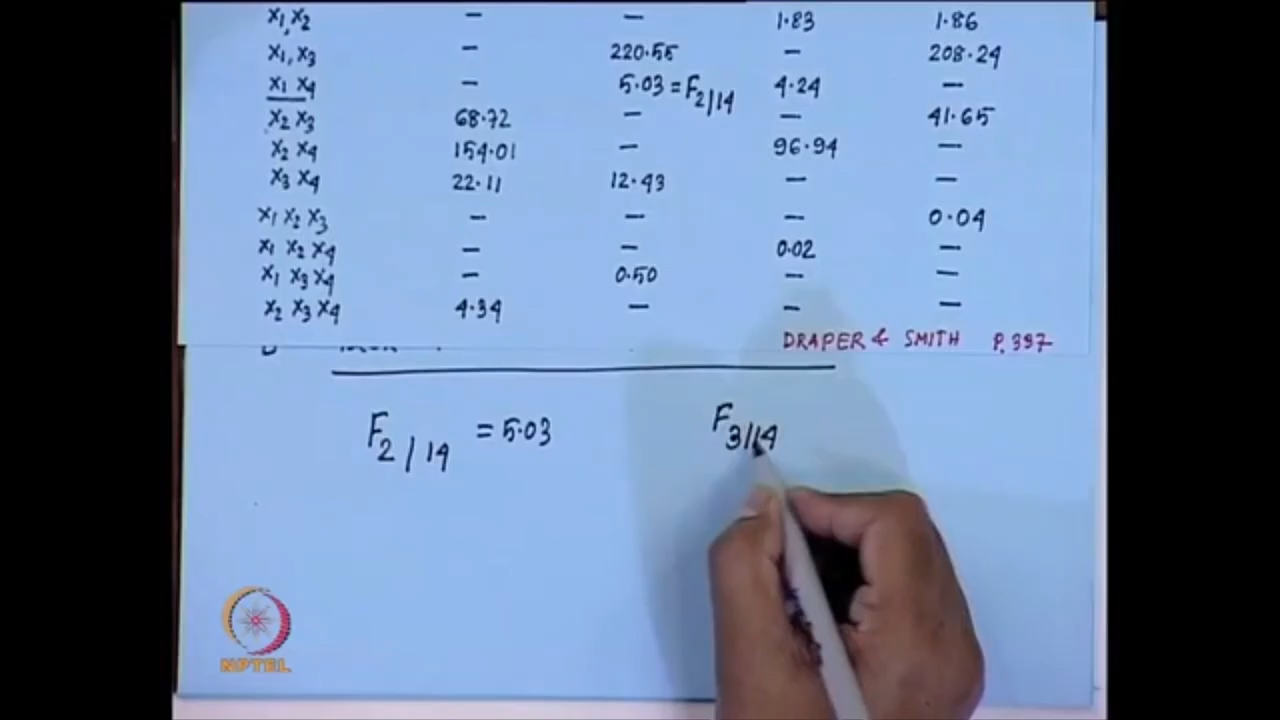 x₁, x₂ — — 1.83 1.86
x₁, x₃ — 220.55 — 208.24
x₁ x₄ — 5.03 = F₂/₁₄ 4.24 —
x₂ x₃ 68.72 — — 41.65
x₂ x₄ 154.01 — 96.94 —
x₃ x₄ 22.11 12.43 — —
x₁ x₂ x₃ — — — 0.04
x₁ x₂ x₄ — — 0.02 —
x₁ x₃ x₄ — 0.50 — —
x₂ x₃ x₄ 4.34 — — —
DRAPER & SMITH P. 397
F₂/₁₄ = 5.03 F₃/₁₄
NPTEL